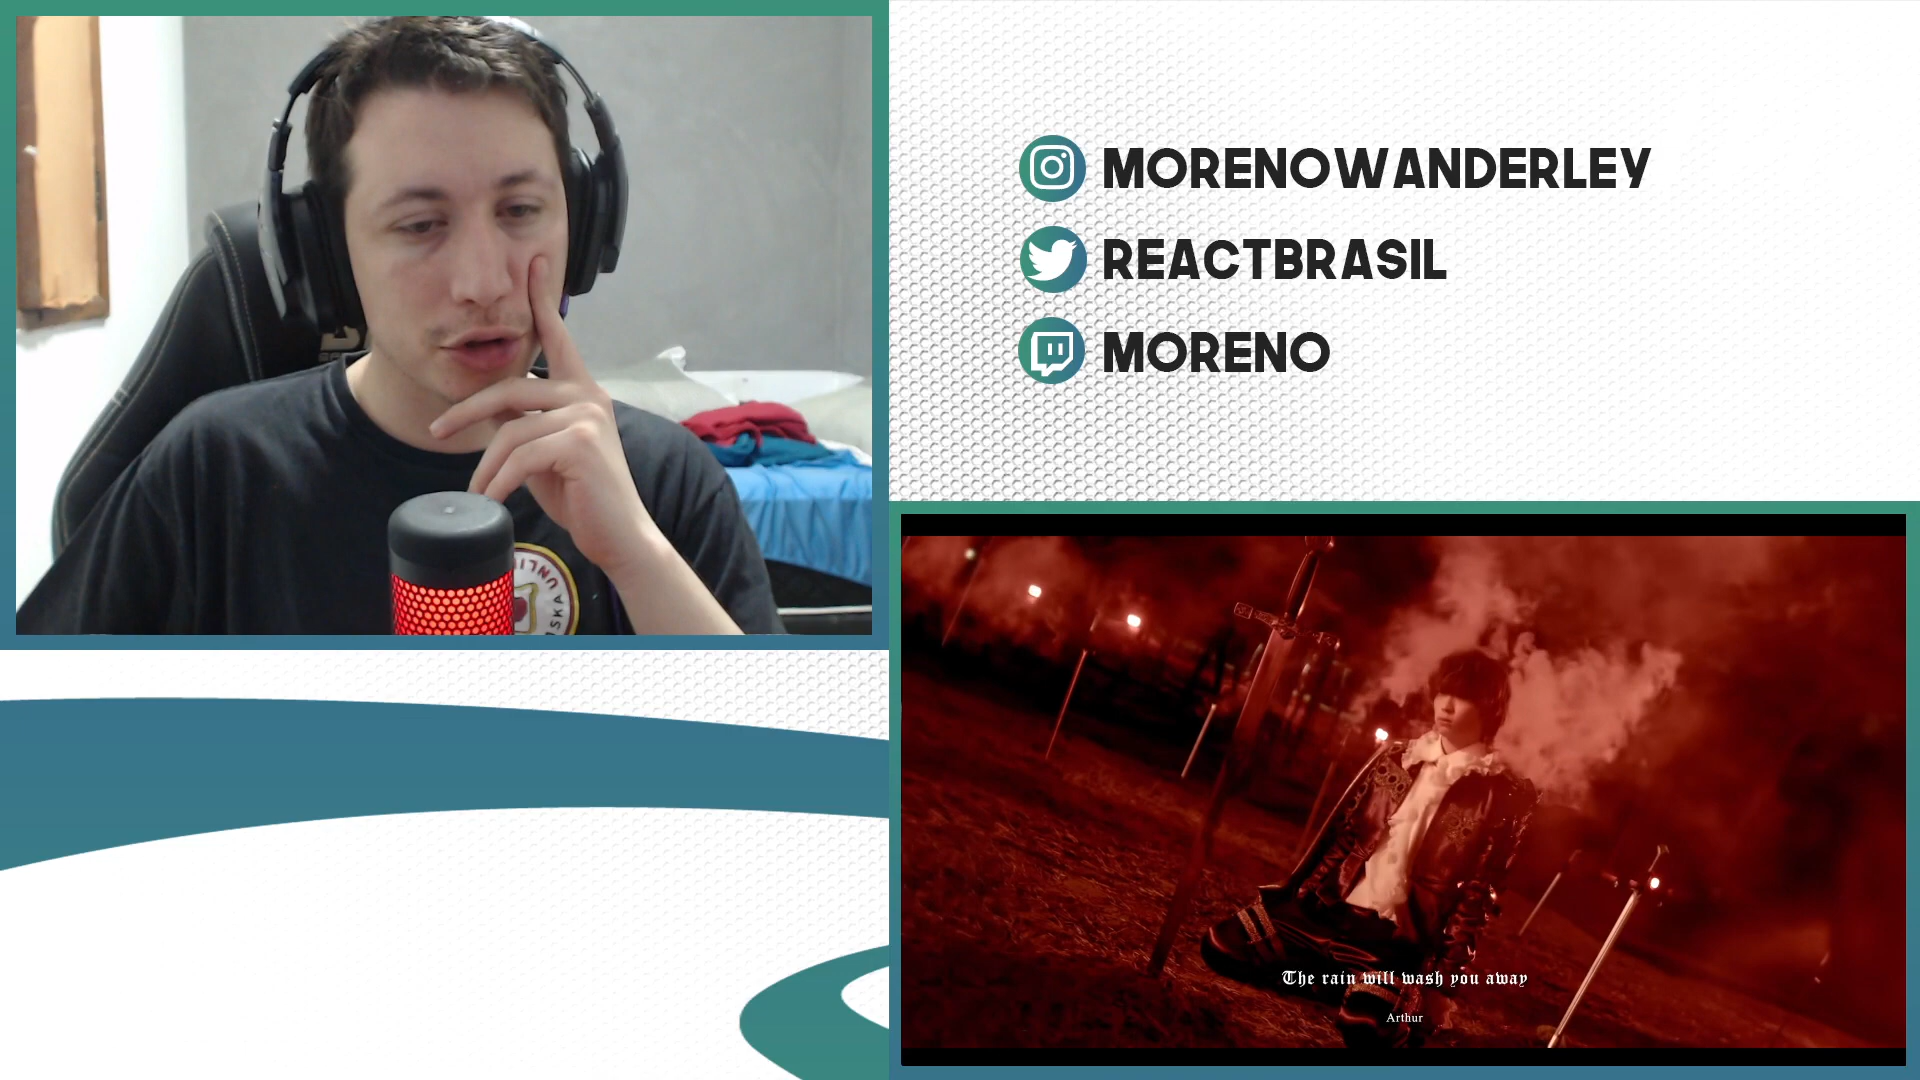 MORENOWANDERLEY
REACTBRASIL
MORENO
The rain will wash you away
Arthur